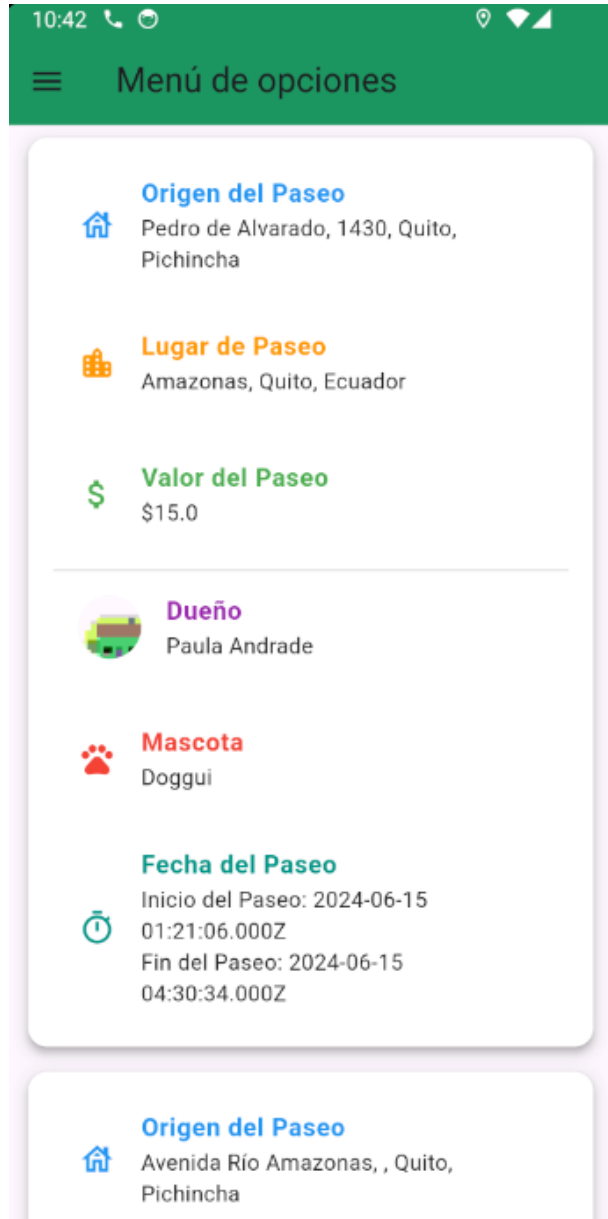 10:42
Menú de opciones
Origen del Paseo
Pedro de Alvarado, 1430, Quito,
Pichincha
Lugar de Paseo
Amazonas, Quito, Ecuador
Valor del Paseo
$15.0
Dueño
Paula Andrade
Mascota
Doggui
Fecha del Paseo
Inicio del Paseo: 2024-06-15
01:21:06.000Z
Fin del Paseo: 2024-06-15
04:30:34.000Z
Origen del Paseo
Avenida Río Amazonas, , Quito,
Pichincha